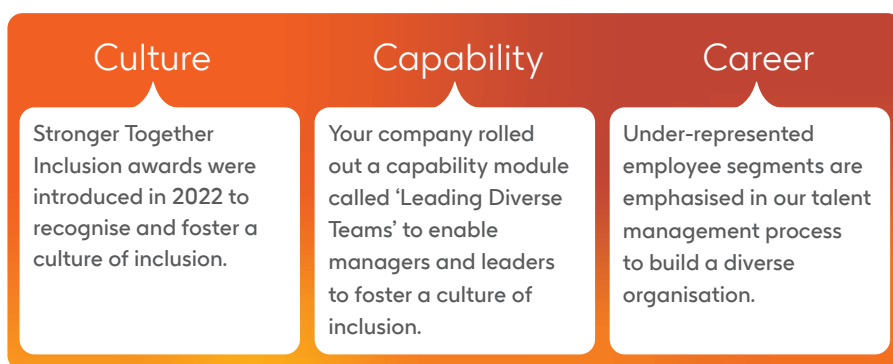 Culture
Stronger Together
Inclusion awards were
introduced in 2022 to
recognise and foster a
culture of inclusion.
Capability
Your company rolled
out a capability module
called ‘Leading Diverse
Teams’ to enable
managers and leaders
to foster a culture of
inclusion.
Career
Under-represented
employee segments are
emphasised in our talent
management process
to build a diverse
organisation.